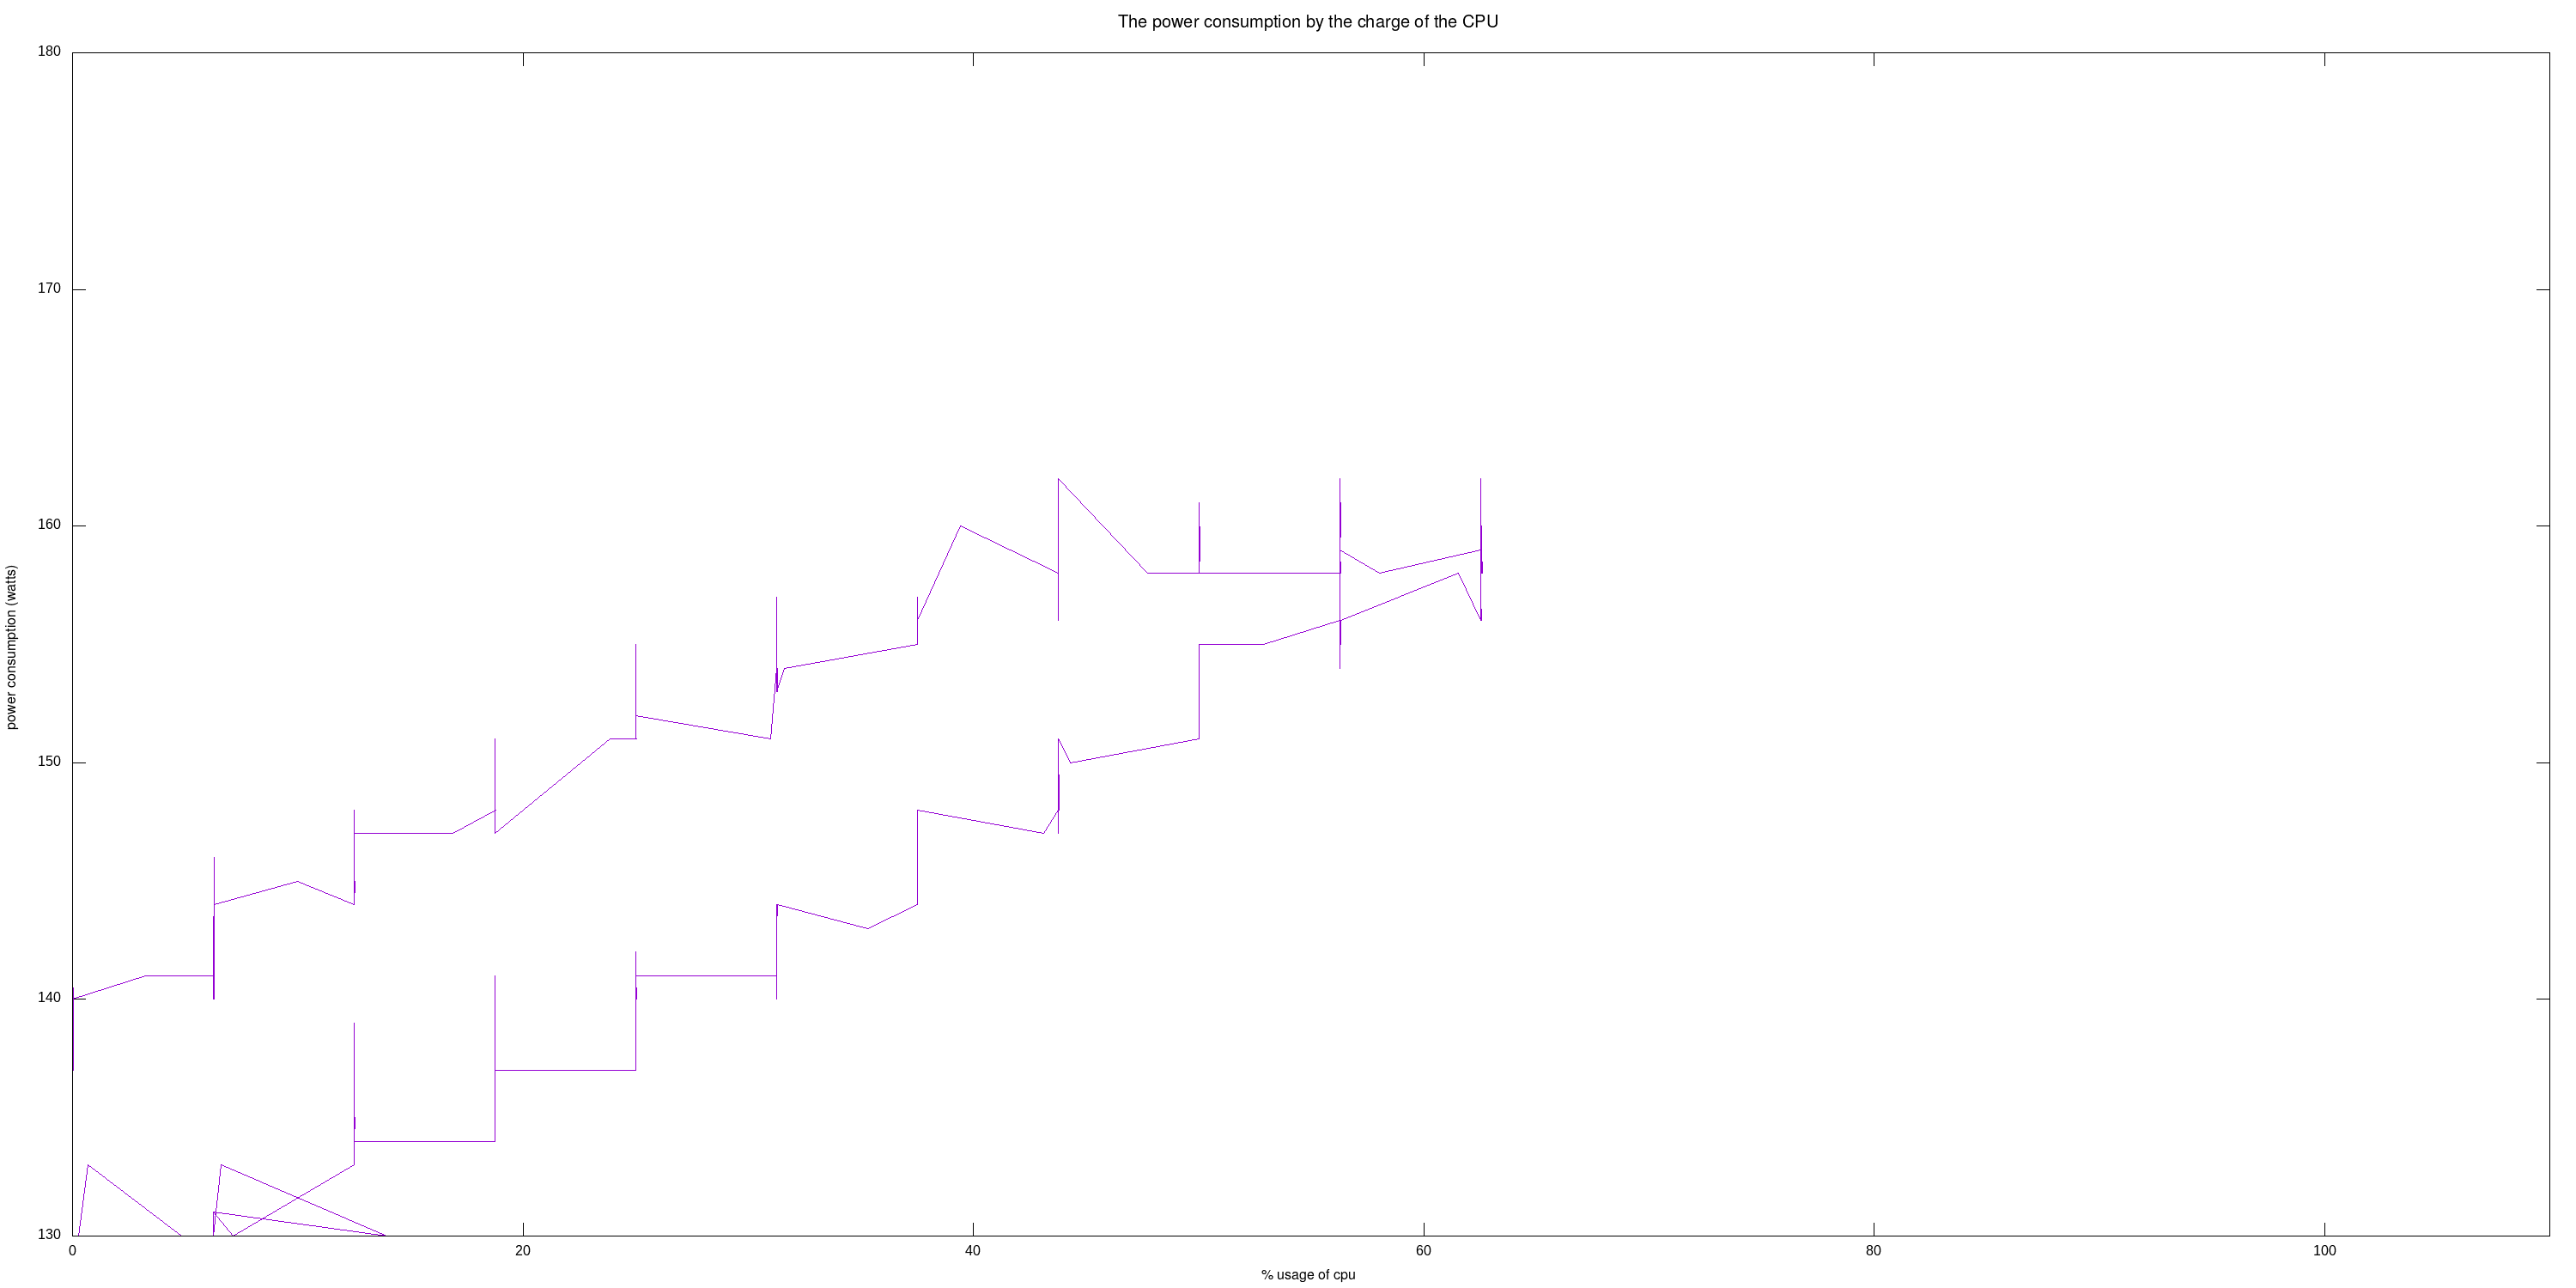 The power consumption by the charge of the CPU
180
170
160
150
140
130
power consumption (watts)
0 20 40 60 80 100
% usage of cpu